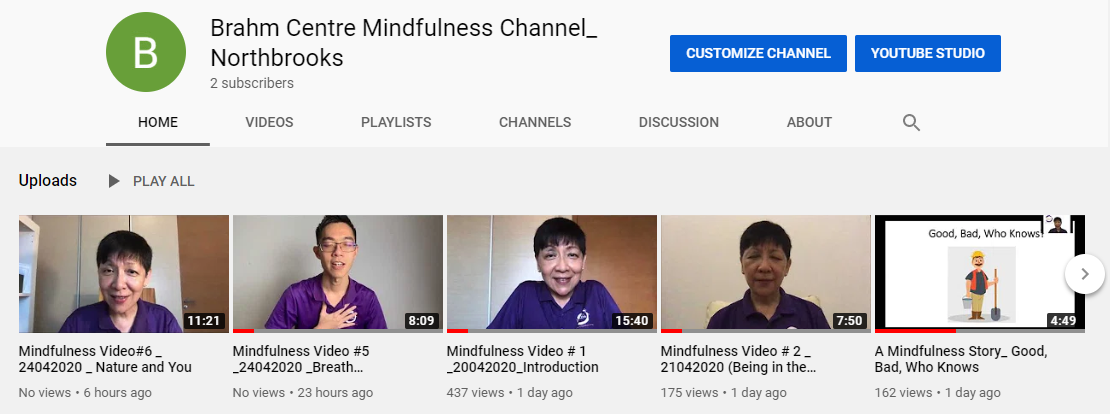 B
Brahm Centre Mindfulness Channel_
Northbrooks
2 subscribers
CUSTOMIZE CHANNEL
YOUTUBE STUDIO
HOME
VIDEOS
PLAYLISTS
CHANNELS
DISCUSSION
ABOUT
Uploads
PLAY ALL
11:21
8:09
15:40
7:50
Good, Bad, Who Knows?
4:49
Mindfulness Video#6 _
24042020 _ Nature and You
No views • 6 hours ago
Mindfulness Video #5
_24042020 _Breath...
No views • 23 hours ago
Mindfulness Video # 1
_20042020_Introduction
437 views • 1 day ago
Mindfulness Video # 2 _
21042020 (Being in the...
175 views • 1 day ago
A Mindfulness Story_ Good,
Bad, Who Knows
162 views • 1 day ago